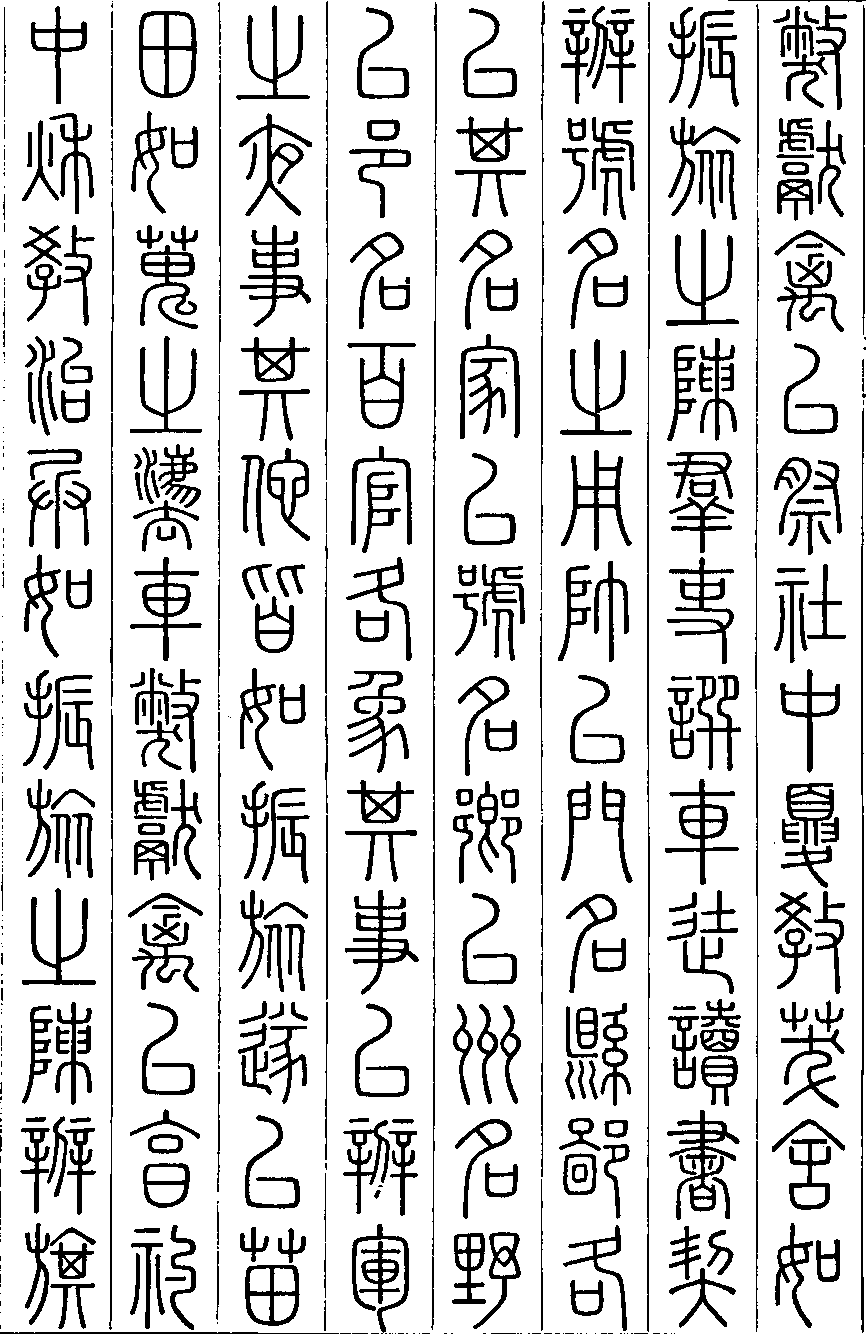 獘獻禽以祭社中夏教茇舍如
振旅之陳羣吏譔車徒讀書契
辨號名之用帥以門名縣鄙各
以其名家以號名鄉以州名野
以邑名百官各象其事以辨軍
之夜事其他皆如振旅遂以苗
田如蒐之灋車獘獻禽以享礿
中秋教治兵如振旅之陳辨旗